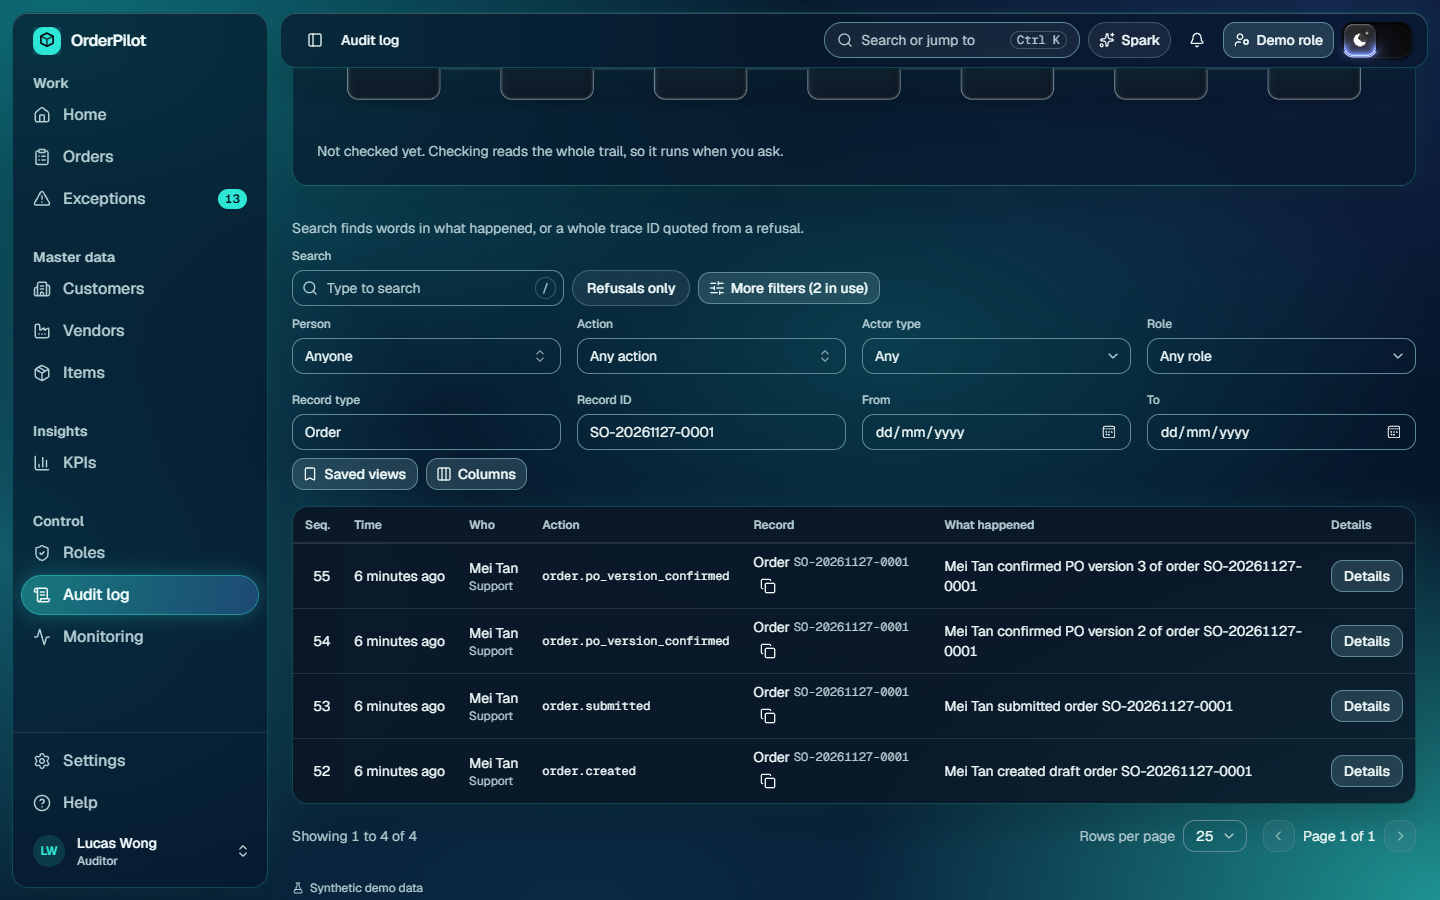 OrderPilot
Work
Home
Orders
Exceptions 13
Master data
Customers
Vendors
Items
Insights
KPIs
Control
Roles
Audit log
Monitoring
Settings
Help
LW Lucas Wong
Auditor
Audit log
Search or jump to Ctrl K
Spark
Demo role
Not checked yet. Checking reads the whole trail, so it runs when you ask.
Search finds words in what happened, or a whole trace ID quoted from a refusal.
Search
Type to search /
Refusals only
More filters (2 in use)
Person Action Actor type Role
Anyone Any action Any Any role
Record type Record ID From To
Order SO-20261127-0001 dd/mm/yyyy dd/mm/yyyy
Saved views Columns
Seq. Time Who Action Record What happened Details
55 6 minutes ago Mei Tan Support order.po_version_confirmed Order SO-20261127-0001 Mei Tan confirmed PO version 3 of order SO-20261127-
0001 Details
54 6 minutes ago Mei Tan Support order.po_version_confirmed Order SO-20261127-0001 Mei Tan confirmed PO version 2 of order SO-20261127-
0001 Details
53 6 minutes ago Mei Tan Support order.submitted Order SO-20261127-0001 Mei Tan submitted order SO-20261127-0001 Details
52 6 minutes ago Mei Tan Support order.created Order SO-20261127-0001 Mei Tan created draft order SO-20261127-0001 Details
Showing 1 to 4 of 4
Rows per page 25 Page 1 of 1
Synthetic demo data